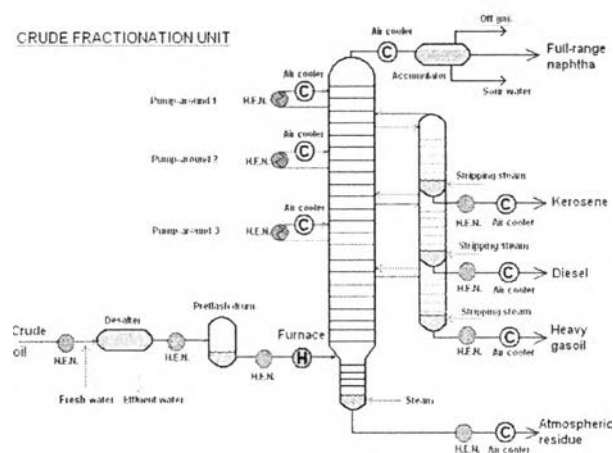 CRUDE FRACTIONATION UNIT
Air cooler
Off gas
Full-range
naphtha
Accumulator
Sour water
Air cooler
C
C
Pump-around 1
H.E.N.
Air cooler
C
Pump-around 2
H.E.N.
Stripping steam
Kerosene
C
H.E.N.
Air cooler
Air cooler
C
Pump-around 3
H.E.N.
Stripping steam
Diesel
C
H.E.N.
Air cooler
Stripping steam
Preflash drum
Desalter
Furnace
Crude
oil
H
C
Heavy
gasoil
H.E.N.
H.E.N.
H.E.N.
H.E.N.
Air cooler
Fresh water
Effluent water
Steam
Atmospheric
residue
C
H.E.N.
Air cooler